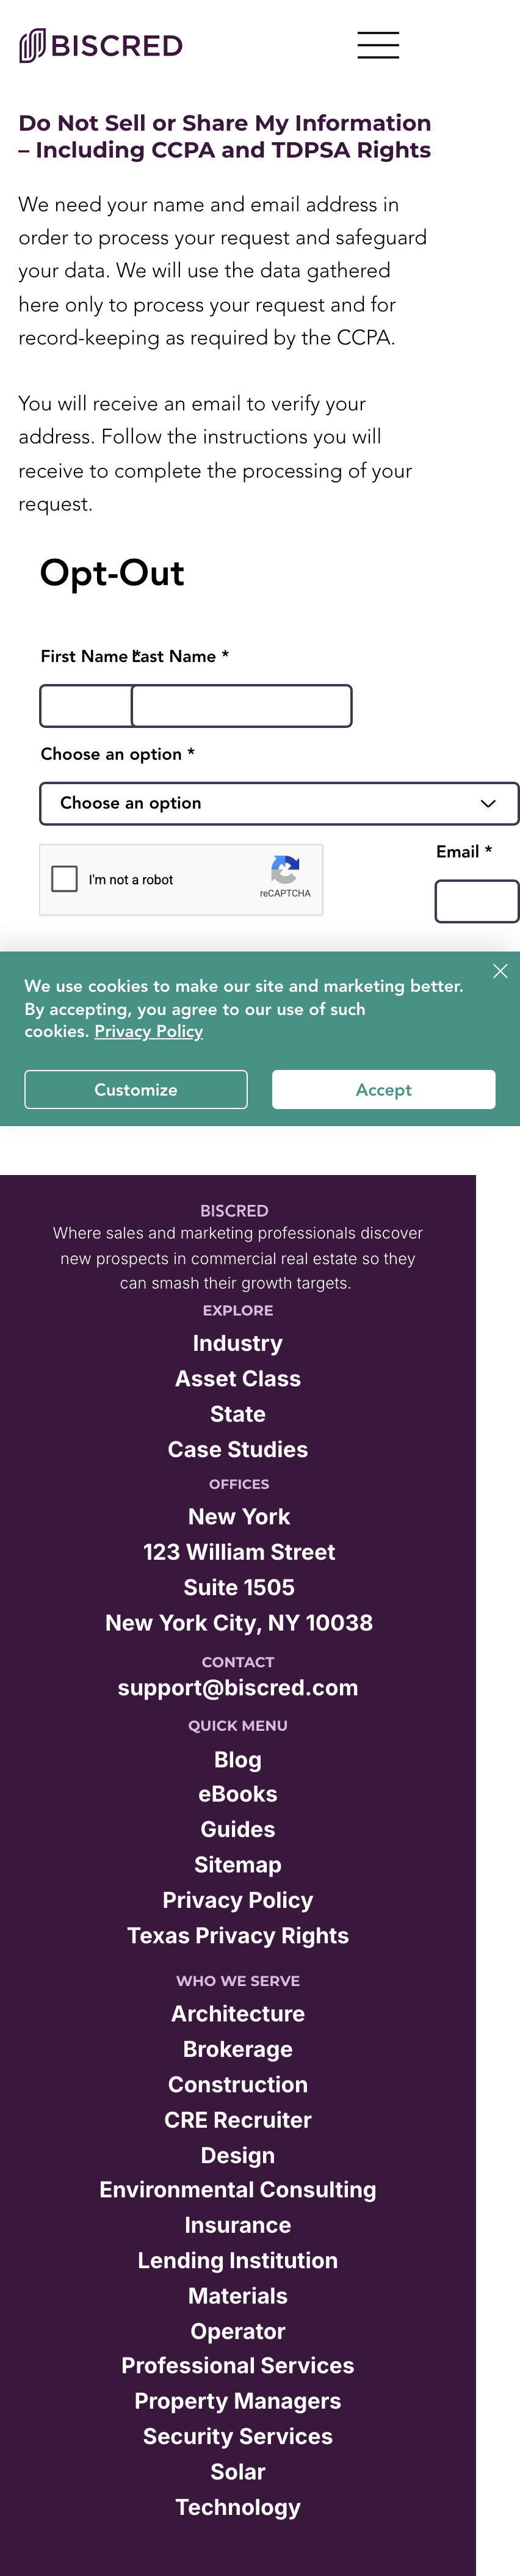 BISCRED
Do Not Sell or Share My Information
– Including CCPA and TDPSA Rights
We need your name and email address in
order to process your request and safeguard
your data. We will use the data gathered
here only to process your request and for
record-keeping as required by the CCPA.
You will receive an email to verify your
address. Follow the instructions you will
receive to complete the processing of your
request.
Opt-Out
First Name *
Last Name *
Choose an option *
Choose an option
I'm not a robot
reCAPTCHA
Email *
We use cookies to make our site and marketing better.
By accepting, you agree to our use of such
cookies. Privacy Policy
Customize
Accept
BISCRED
Where sales and marketing professionals discover
new prospects in commercial real estate so they
can smash their growth targets.
EXPLORE
Industry
Asset Class
State
Case Studies
OFFICES
New York
123 William Street
Suite 1505
New York City, NY 10038
CONTACT
support@biscred.com
QUICK MENU
Blog
eBooks
Guides
Sitemap
Privacy Policy
Texas Privacy Rights
WHO WE SERVE
Architecture
Brokerage
Construction
CRE Recruiter
Design
Environmental Consulting
Insurance
Lending Institution
Materials
Operator
Professional Services
Property Managers
Security Services
Solar
Technology